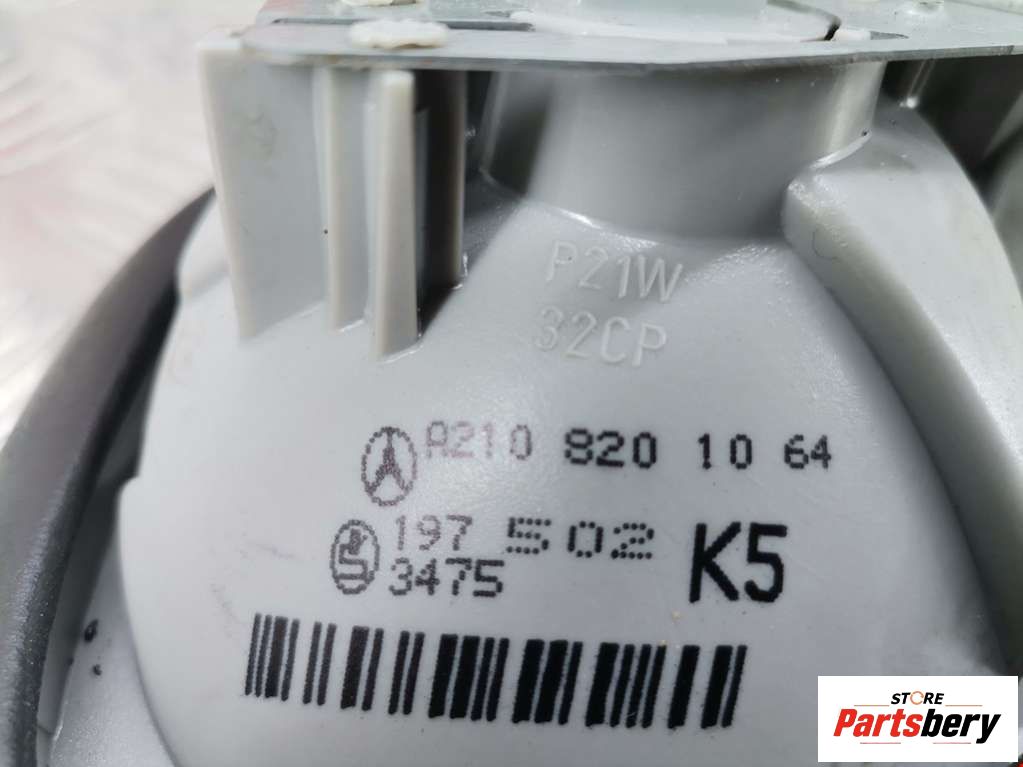 P21W
32CP
A210 820 10 64
197 502 K5
3475
STORE
Partsbery